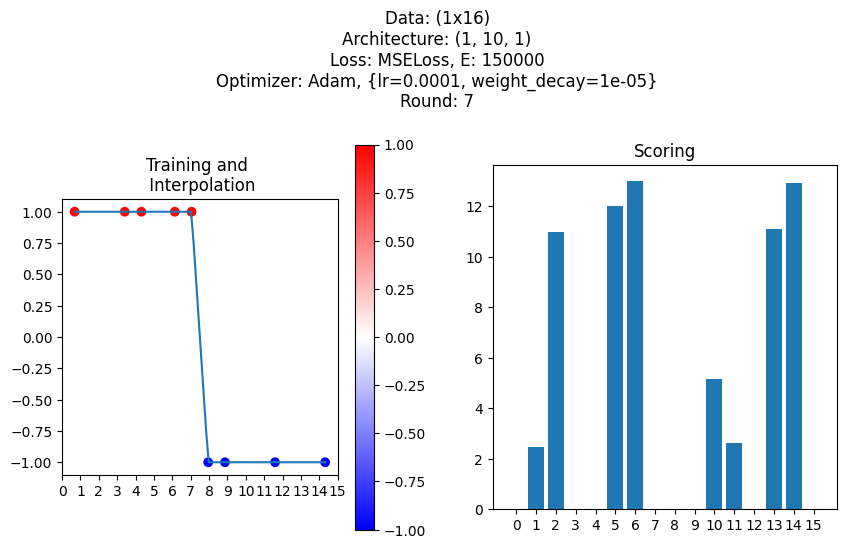 Data: (1x16)
Architecture: (1, 10, 1)
Loss: MSELoss, E: 150000
Optimizer: Adam, {lr=0.0001, weight_decay=1e-05}
Round: 7
Training and
Interpolation
1.00
0.75
0.50
0.25
0.00
−0.25
−0.50
−0.75
−1.00
0 1 2 3 4 5 6 7 8 9 10 11 12 13 14 15
1.00
0.75
0.50
0.25
0.00
−0.25
−0.50
−0.75
−1.00
Scoring
12
10
8
6
4
2
0
0 1 2 3 4 5 6 7 8 9 10 11 12 13 14 15